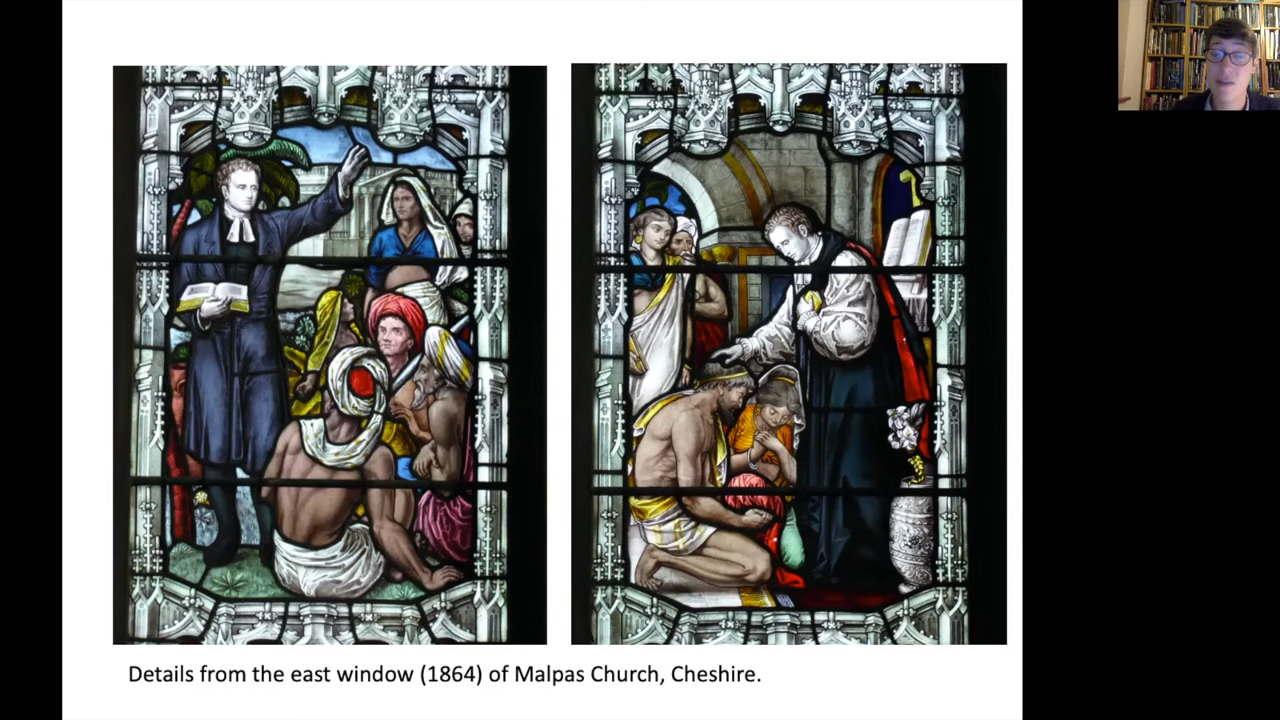 Details from the east window (1864) of Malpas Church, Cheshire.